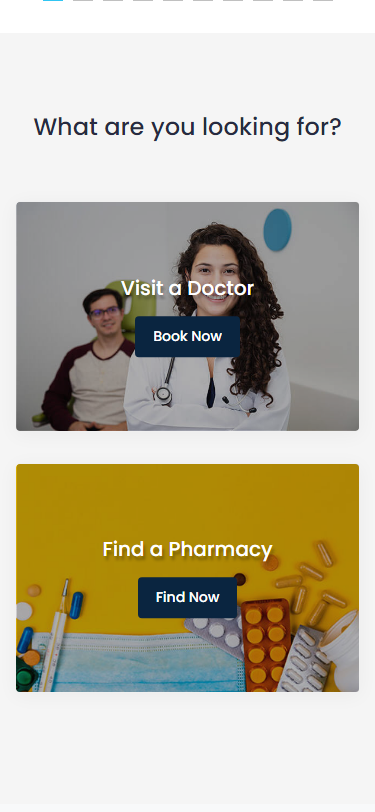 What are you looking for?
Visit a Doctor
Book Now
Find a Pharmacy
Find Now